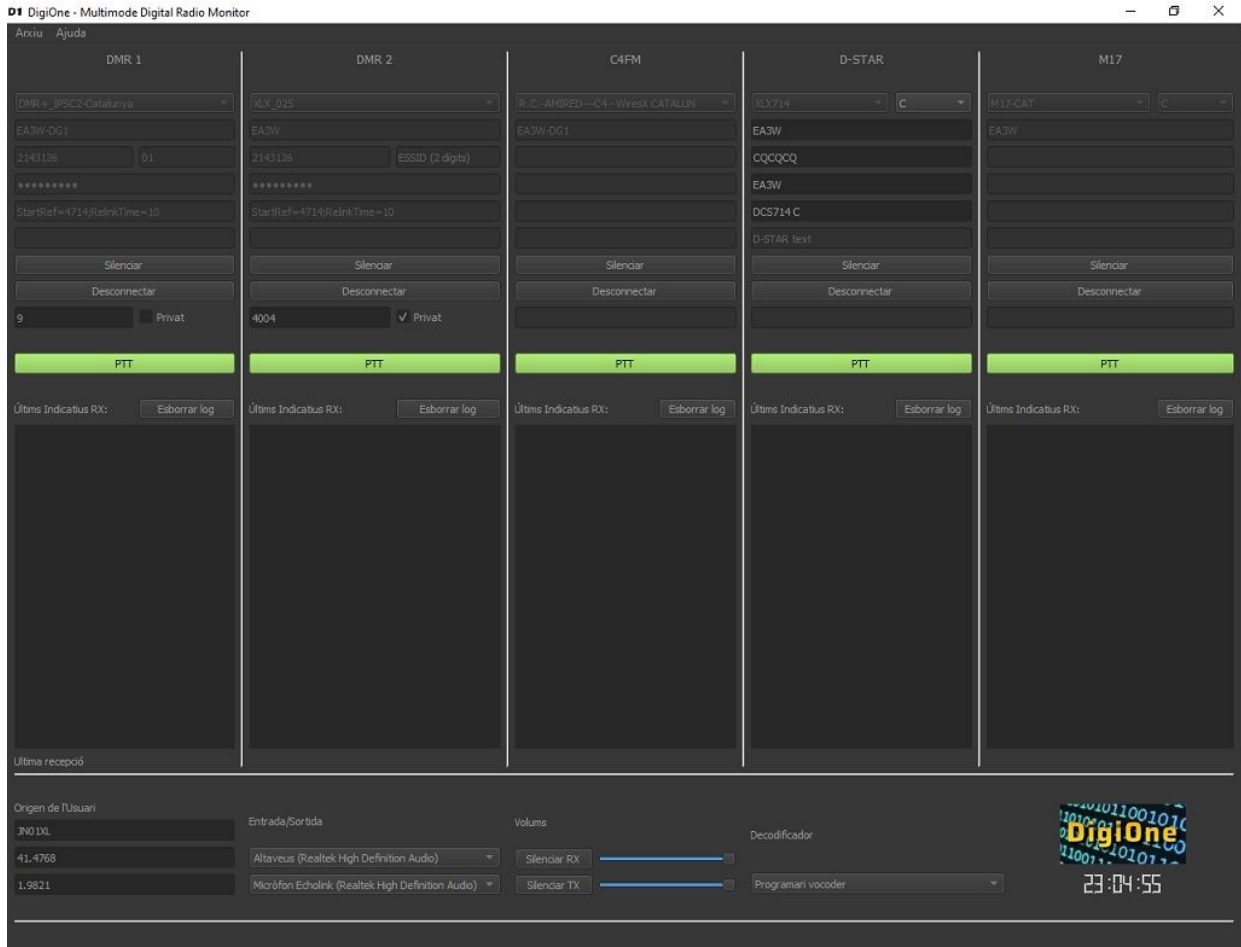 D1 DigiOne - Multimode Digital Radio Monitor
Arxiu Ajuda
DMR 1 DMR 2 C4FM D-STAR M17
DMR+_IPSC2-Catalunya XLX_025 R.C.-AMIRED---C4 - WiresX CATALUN XLX714 C M17-CAT C
EA3W-DG1 EA3W EA3W-DG1 EA3W EA3W
2143126 01 2143126 ESSID (2 dígits) CQCQCQ
●●●●●●●●● ●●●●●●●●● EA3W
StartRef=4714;RelinkTime=10 StartRef=4714;RelinkTime=10 DCS714 C
D-STAR text
Silenciar Silenciar Silenciar Silenciar Silenciar
Desconnectar Desconnectar Desconnectar Desconnectar Desconnectar
9 Privat 4004 Privat
PTT PTT PTT PTT PTT
Últims Indicatius RX: Esborrar log Últims Indicatius RX: Esborrar log Últims Indicatius RX: Esborrar log Últims Indicatius RX: Esborrar log Últims Indicatius RX: Esborrar log
Ultima recepció
Origen de l'Usuari
JN01XL
41.4768
1.9821
Entrada/Sortida
Altaveus (Realtek High Definition Audio)
Micròfon Echolink (Realtek High Definition Audio)
Volums
Silenciar RX
Silenciar TX
Decodificador
Programari vocoder
DigiOne
23:04:55